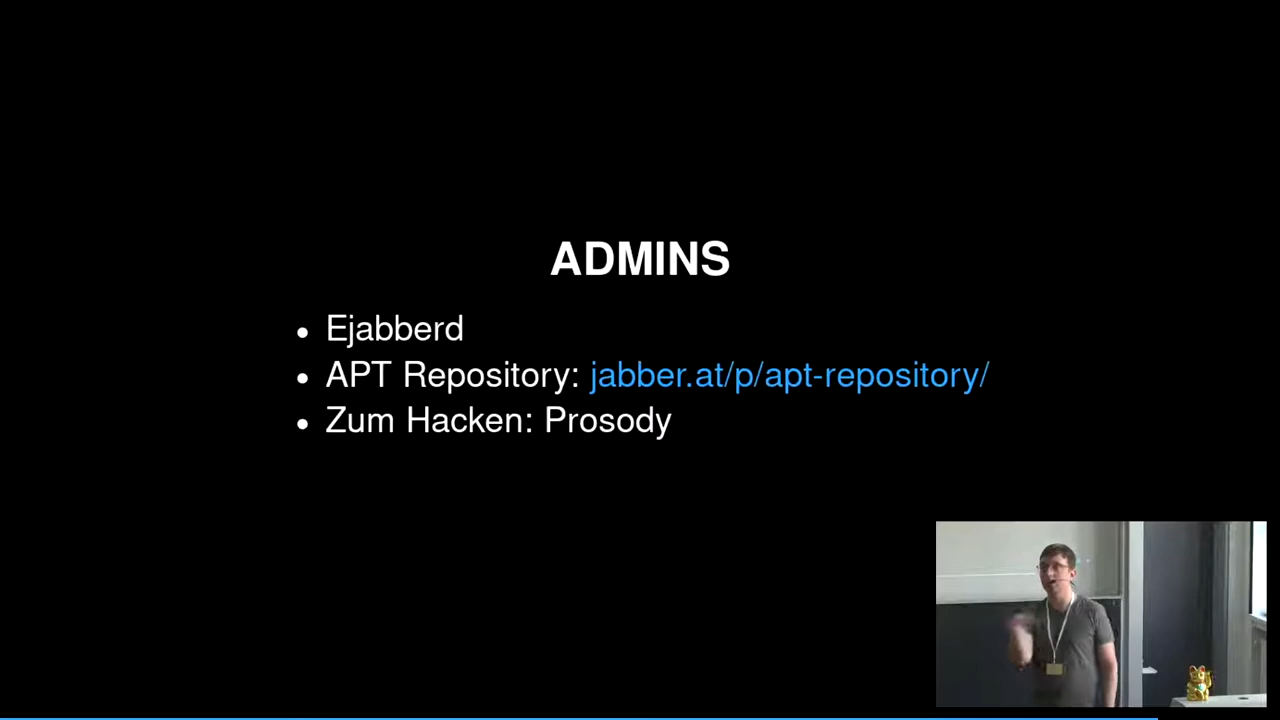 ADMINS
Ejabberd
APT Repository: jabber.at/p/apt-repository/
Zum Hacken: Prosody